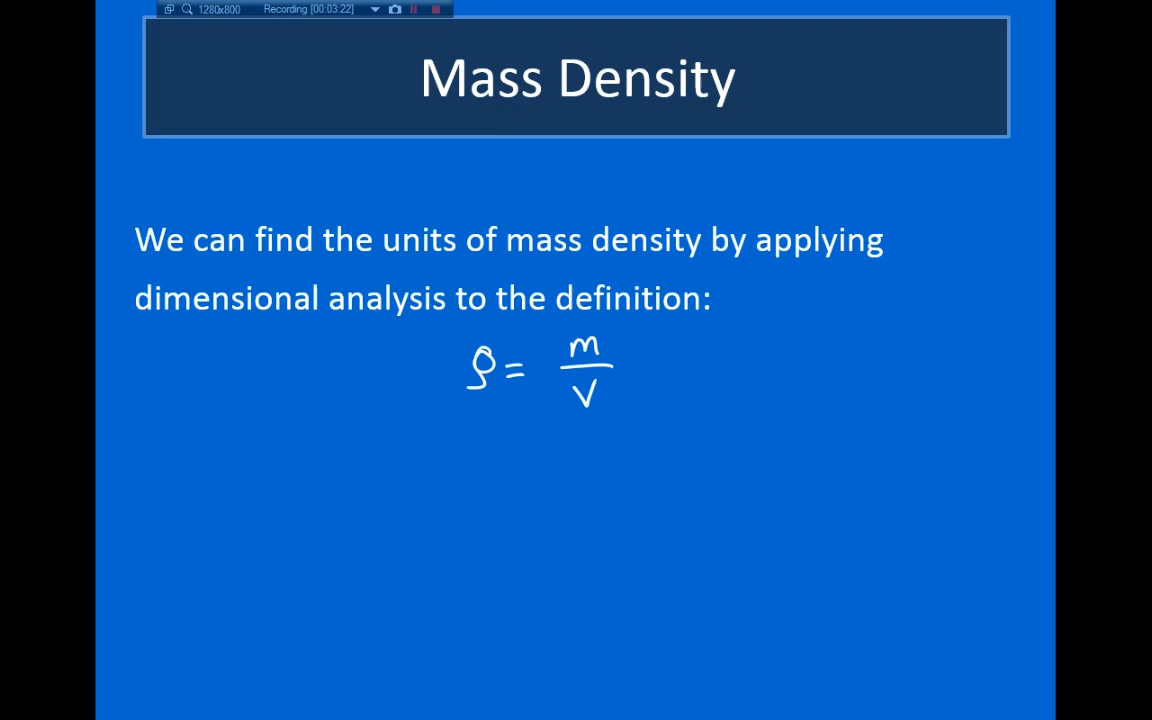 1280x800 Recording [00:03:22]
Mass Density
We can find the units of mass density by applying
dimensional analysis to the definition:
ρ = m
V